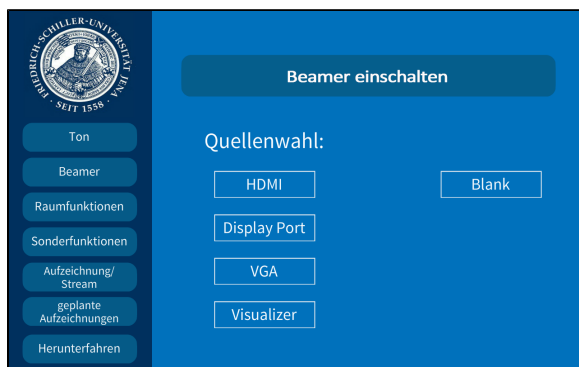 FRIEDRICH-SCHILLER-UNIVERSITÄT JENA
SEIT 1558
Ton
Beamer
Raumfunktionen
Sonderfunktionen
Aufzeichnung/
Stream
geplante
Aufzeichnungen
Herunterfahren
Beamer einschalten
Quellenwahl:
HDMI
Blank
Display Port
VGA
Visualizer